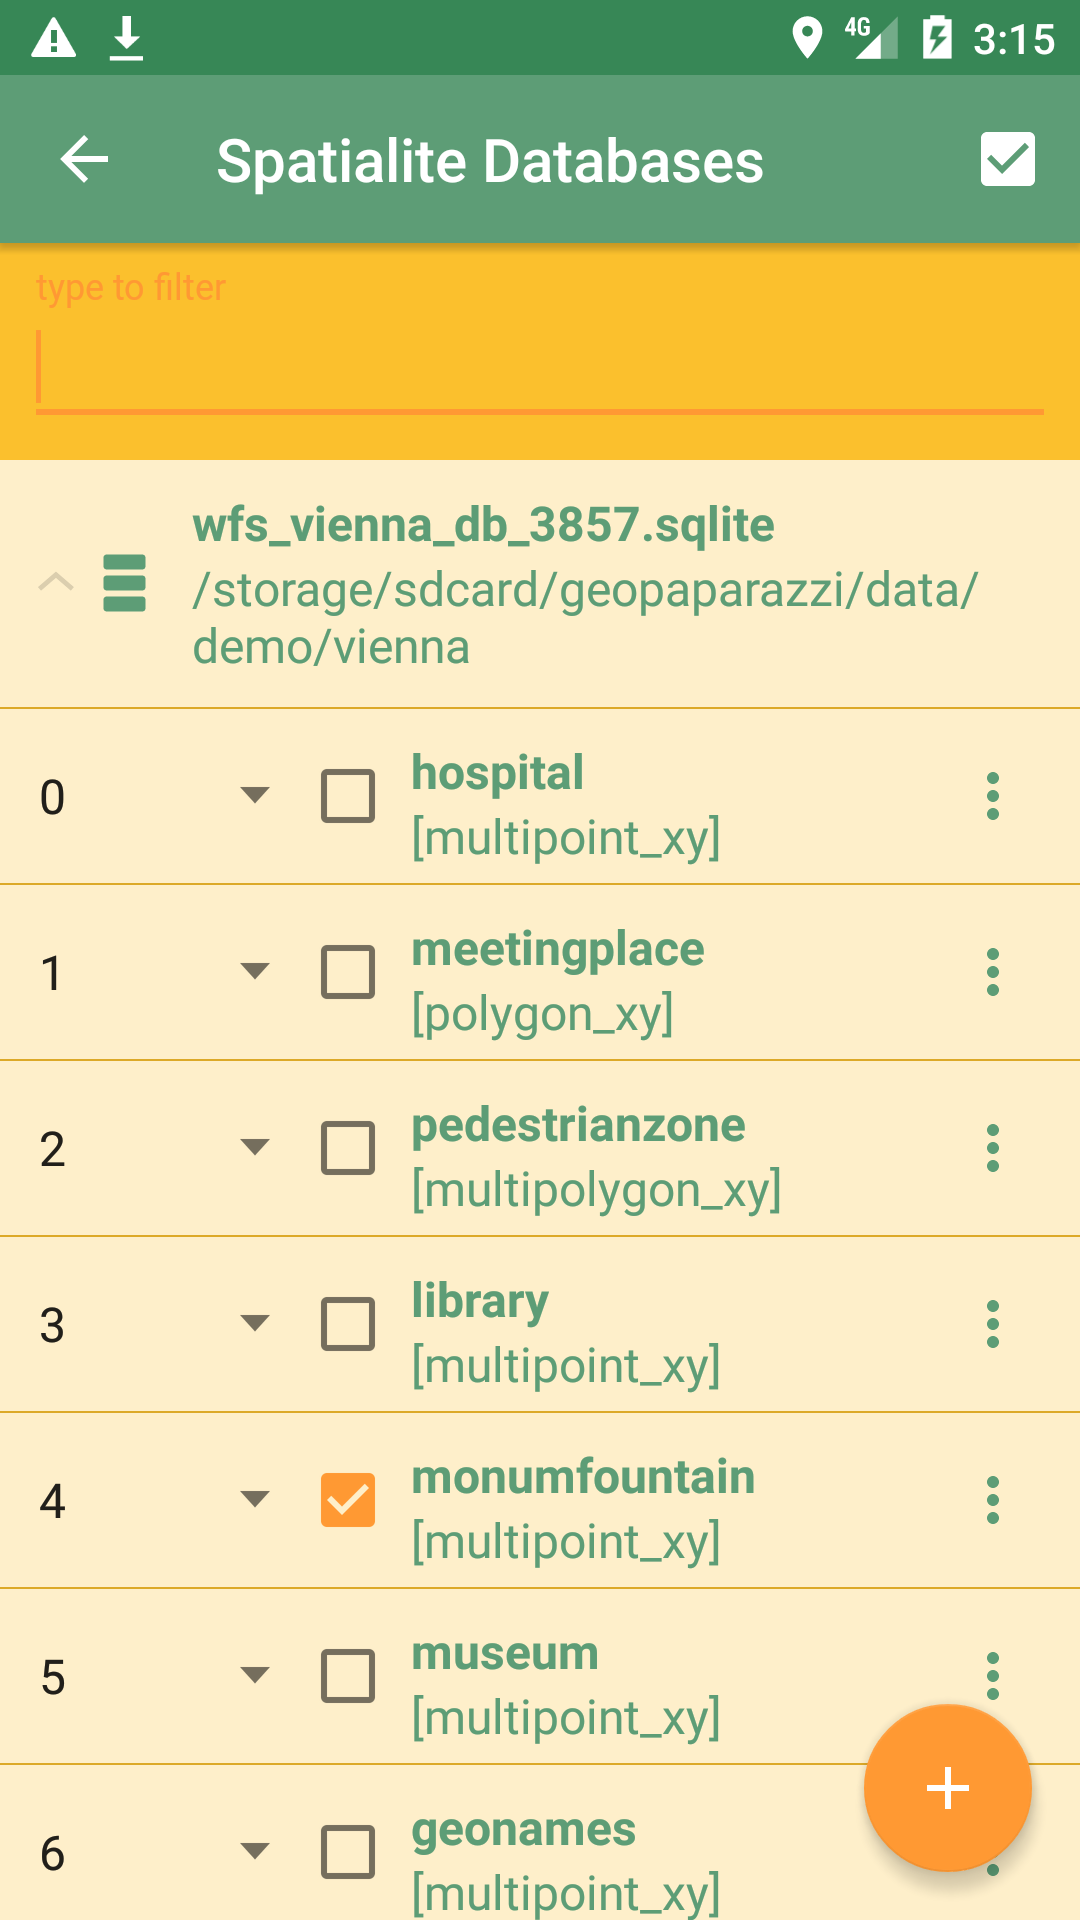 4G 3:15
Spatialite Databases
type to filter
wfs_vienna_db_3857.sqlite
/storage/sdcard/geopaparazzi/data/
demo/vienna
0 hospital
[multipoint_xy]
1 meetingplace
[polygon_xy]
2 pedestrianzone
[multipolygon_xy]
3 library
[multipoint_xy]
4 monumfountain
[multipoint_xy]
5 museum
[multipoint_xy]
6 geonames
[multipoint_xy]